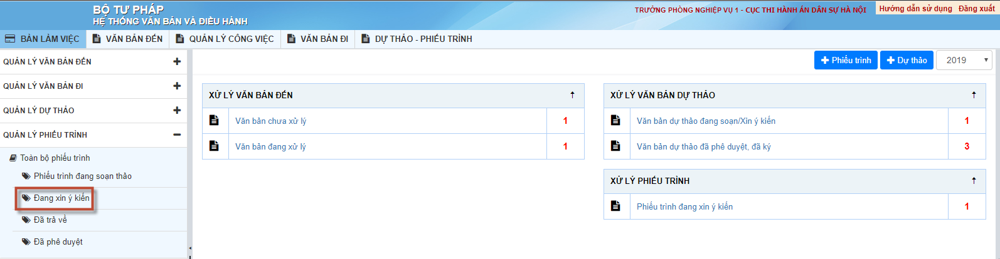 BỘ TƯ PHÁP
HỆ THỐNG VĂN BẢN VÀ ĐIỀU HÀNH
TRƯỞNG PHÒNG NGHIỆP VỤ 1 - CỤC THI HÀNH ÁN DÂN SỰ HÀ NỘI
Hướng dẫn sử dụng Đăng xuất
BÀN LÀM VIỆC VĂN BẢN ĐẾN QUẢN LÝ CÔNG VIỆC VĂN BẢN ĐI DỰ THẢO - PHIẾU TRÌNH
QUẢN LÝ VĂN BẢN ĐẾN
QUẢN LÝ VĂN BẢN ĐI
QUẢN LÝ DỰ THẢO
QUẢN LÝ PHIẾU TRÌNH
Toàn bộ phiếu trình
Phiếu trình đang soạn thảo
Đang xin ý kiến
Đã trả về
Đã phê duyệt
Phiếu trình Dự thảo 2019
XỬ LÝ VĂN BẢN ĐẾN
Văn bản chưa xử lý 1
Văn bản đang xử lý 1
XỬ LÝ VĂN BẢN DỰ THẢO
Văn bản dự thảo đang soạn/Xin ý kiến 1
Văn bản dự thảo đã phê duyệt, đã ký 3
XỬ LÝ PHIẾU TRÌNH
Phiếu trình đang xin ý kiến 1